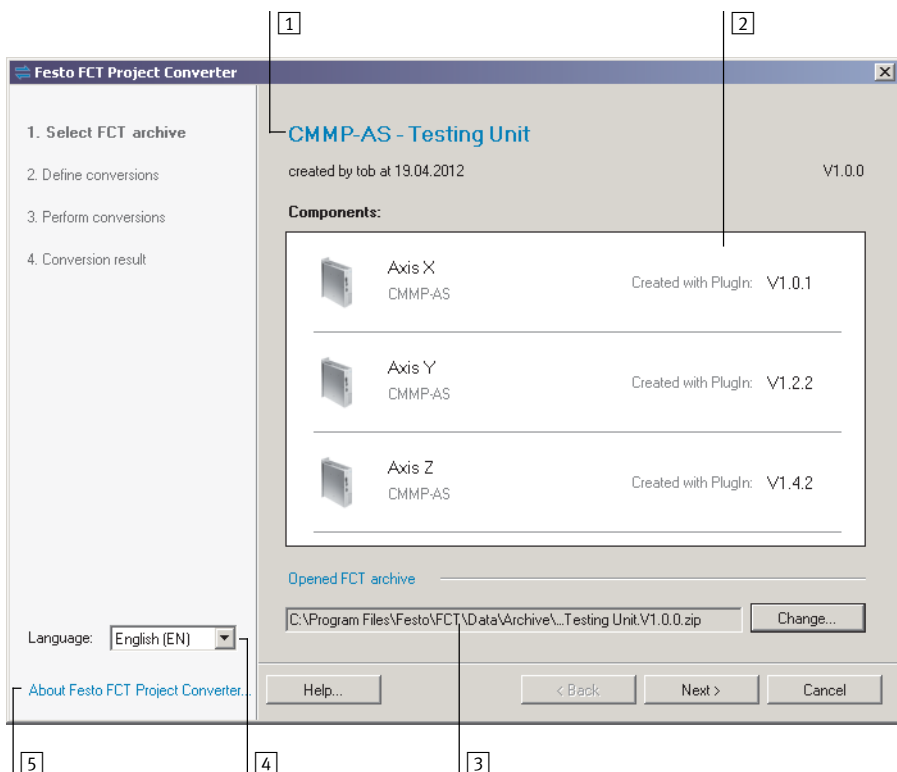 1
2
Festo FCT Project Converter
1. Select FCT archive
2. Define conversions
3. Perform conversions
4. Conversion result
CMMP-AS - Testing Unit
created by tob at 19.04.2012 V1.0.0
Components:
Axis X
CMMP-AS
Created with PlugIn: V1.0.1
Axis Y
CMMP-AS
Created with PlugIn: V1.2.2
Axis Z
CMMP-AS
Created with PlugIn: V1.4.2
Opened FCT archive
C:\Program Files\Festo\FCT\Data\Archive\...Testing Unit.V1.0.0.zip
Change...
Language: English (EN)
About Festo FCT Project Converter...
Help...
< Back
Next >
Cancel
5
4
3